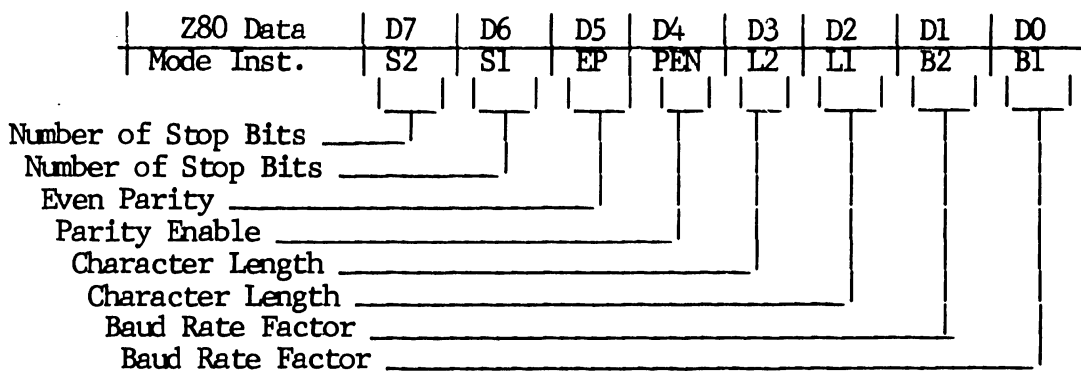 Z80 Data D7 D6 D5 D4 D3 D2 D1 D0
Mode Inst. S2 S1 EP PEN L2 L1 B2 B1
Number of Stop Bits
Number of Stop Bits
Even Parity
Parity Enable
Character Length
Character Length
Baud Rate Factor
Baud Rate Factor